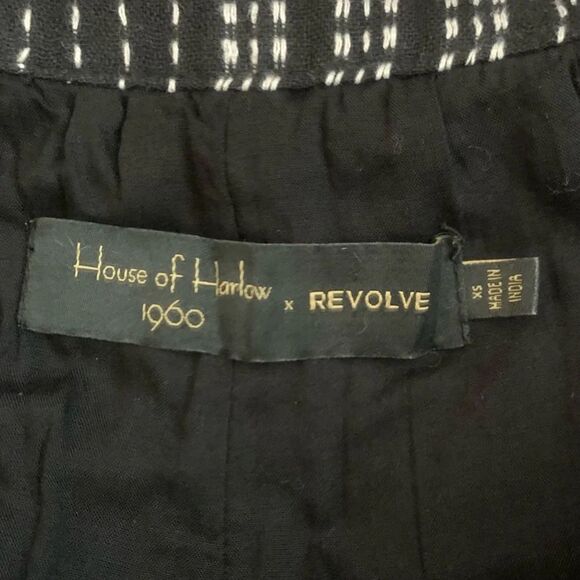 House of Harlow
1960
x REVOLVE
XS
MADE IN
INDIA